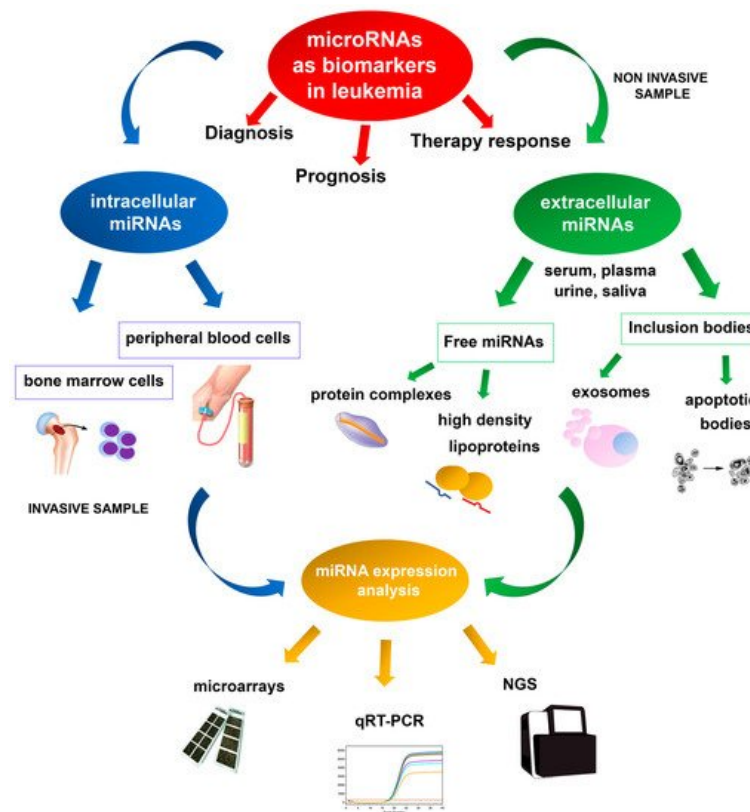 microRNAs
as biomarkers
in leukemia
NON INVASIVE
SAMPLE
Diagnosis
Prognosis
Therapy response
intracellular
miRNAs
extracellular
miRNAs
serum, plasma
urine, saliva
peripheral blood cells
bone marrow cells
Free miRNAs
Inclusion bodies
protein complexes
high density
lipoproteins
exosomes
apoptotic
bodies
INVASIVE SAMPLE
miRNA expression
analysis
microarrays
qRT-PCR
NGS